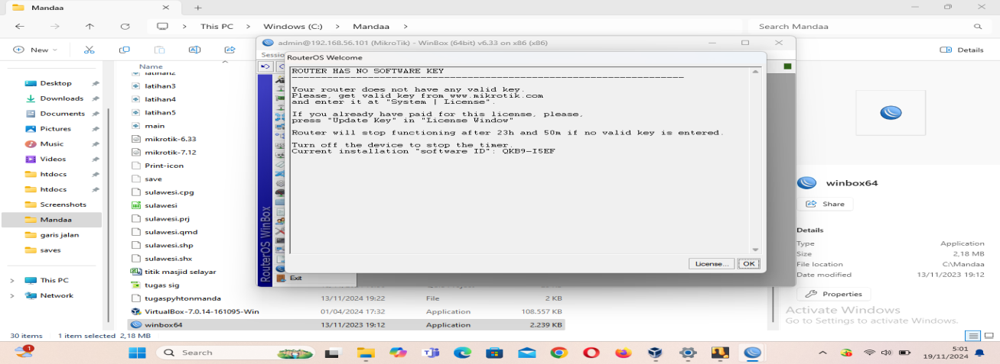 Mandaa
This PC > Windows (C:) > Mandaa >
Search Mandaa
New
Details
admin@192.168.56.101 (MikroTik) - WinBox (64bit) v6.33 on x86 (x86)
Sessio
RouterOS Welcome
ROUTER HAS NO SOFTWARE KEY
Your router does not have any valid key.
Please, get valid key from www.mikrotik.com
and enter it at "System | License".
If you already have paid for this license, please,
press "Update Key" in "License Window"
Router will stop functioning after 23h and 50m if no valid key is entered.
Turn off the device to stop the timer.
Current installation "software ID": QKB9-I5EF
License...
OK
RouterOS WinBox
Exit
Desktop
Downloads
Documents
Pictures
Music
Videos
htdocs
htdocs
Screenshots
Mandaa
garis jalan
saves
This PC
Network
Name
latihan2
latihan3
latihan4
latihan5
main
mikrotik-6.33
mikrotik-7.12
Print-icon
save
sulawesi.cpg
sulawesi
sulawesi.prj
sulawesi.qmd
sulawesi.shp
sulawesi.shx
titik masjid selayar
tugas sig
tugaspyhtonmanda 13/11/2024 19:22 File 2 KB
VirtualBox-7.0.14-161095-Win 01/04/2024 17:32 Application 108.557 KB
winbox64 13/11/2023 19:12 Application 2.239 KB
winbox64
Share
Details
Type Application
Size 2,18 MB
File location C:\Mandaa
Date modified 13/11/2023 19:12
Properties
Activate Windows
Go to Settings to activate Windows.
30 items 1 item selected 2,18 MB
1
Search
5:01
19/11/2024